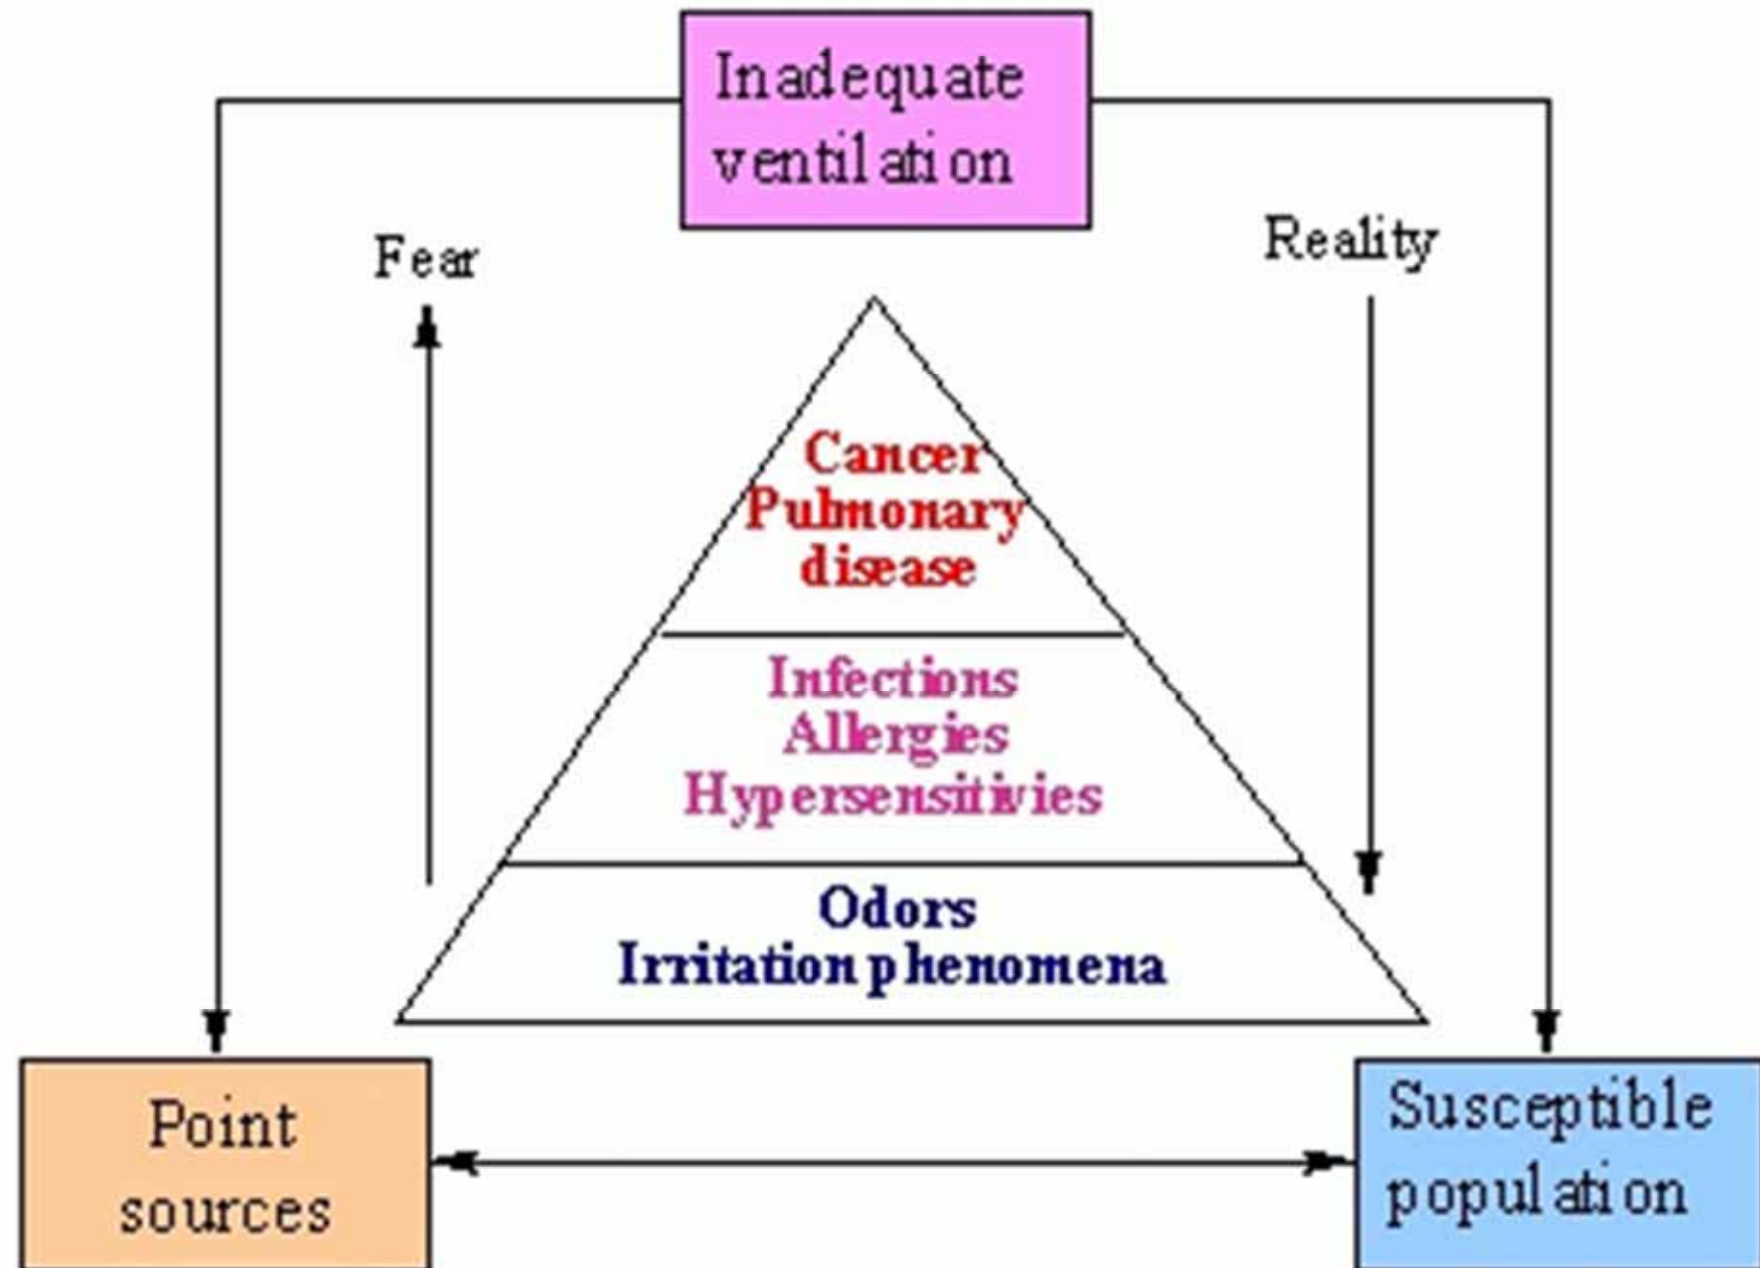 Inadequate
ventilation
Fear
Reality
Cancer
Pulmonary
disease
Infections
Allergies
Hypersensitivies
Odors
Irritation phenomena
Point
sources
Susceptible
population